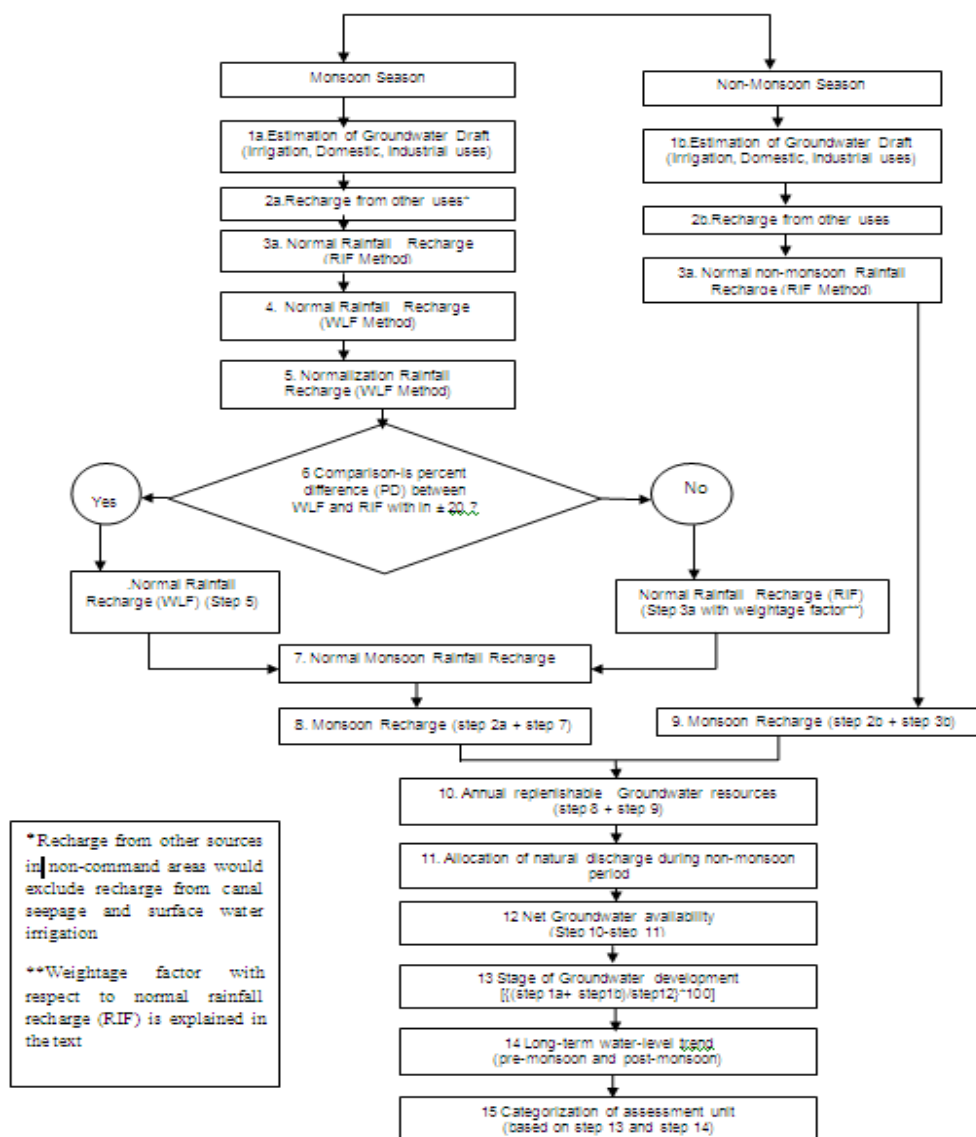 Monsoon Season
Non-Monsoon Season
1a.Estimation of Groundwater Draft
(Irrigation, Domestic, Industrial uses)
1b.Estimation of Groundwater Draft
(Irrigation, Domestic, Industrial uses)
2a.Recharge from other uses*
2b.Recharge from other uses
3a. Normal Rainfall Recharge
(RIF Method)
3a. Normal non-monsoon Rainfall
Recharge (RIF Method)
4. Normal Rainfall Recharge
(WLF Method)
5. Normalization Rainfall
Recharge (WLF Method)
6 Comparison-is percent
difference (PD) between
WLF and RIF with in ± 20 ?
Yes
No
.Normal Rainfall
Recharge (WLF) (Step 5)
Normal Rainfall Recharge (RIF)
(Step 3a with weightage factor**)
7. Normal Monsoon Rainfall Recharge
8. Monsoon Recharge (step 2a + step 7)
9. Monsoon Recharge (step 2b + step 3b)
10. Annual replenishable Groundwater resources
(step 8 + step 9)
11. Allocation of natural discharge during non-monsoon
period
12 Net Groundwater availability
(Step 10-step 11)
13 Stage of Groundwater development
[{(step 1a+ step1b)/step12}*100]
14 Long-term water-level trend
(pre-monsoon and post-monsoon)
15 Categorization of assessment unit
(based on step 13 and step 14)
*Recharge from other sources
in non-command areas would
exclude recharge from canal
seepage and surface water
irrigation
**Weightage factor with
respect to normal rainfall
recharge (RIF) is explained in
the text